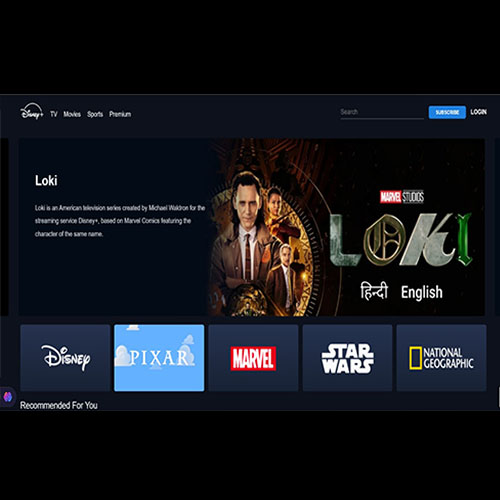 Disney+ TV Movies Sports Premium Search SUBSCRIBE LOGIN
Loki
Loki is an American television series created by Michael Waldron for the
streaming service Disney+, based on Marvel Comics featuring the
character of the same name.
MARVEL STUDIOS
LOKI
हिन्दी English
Disney PIXAR MARVEL STAR WARS NATIONAL GEOGRAPHIC
Recommended For You